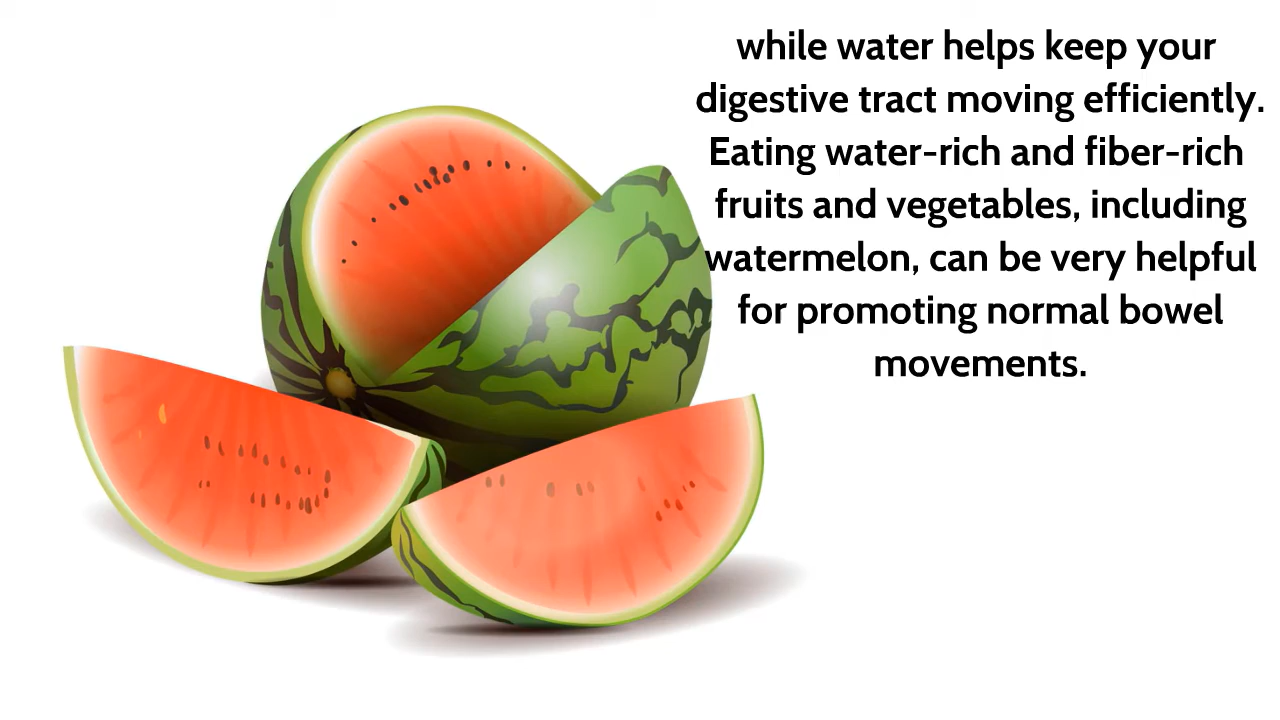 while water helps keep your
digestive tract moving efficiently.
Eating water-rich and fiber-rich
fruits and vegetables, including
watermelon, can be very helpful
for promoting normal bowel
movements.